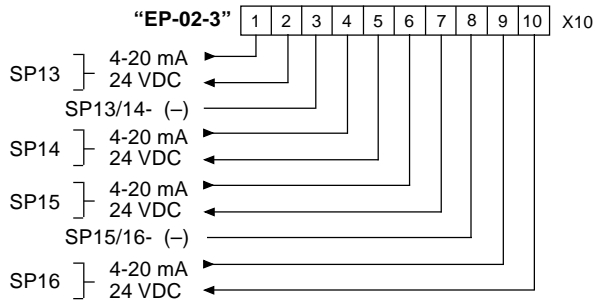 "EP-02-3" 1 2 3 4 5 6 7 8 9 10 X10
SP13 4-20 mA
24 VDC
SP13/14- (–)
SP14 4-20 mA
24 VDC
SP15 4-20 mA
24 VDC
SP15/16- (–)
SP16 4-20 mA
24 VDC